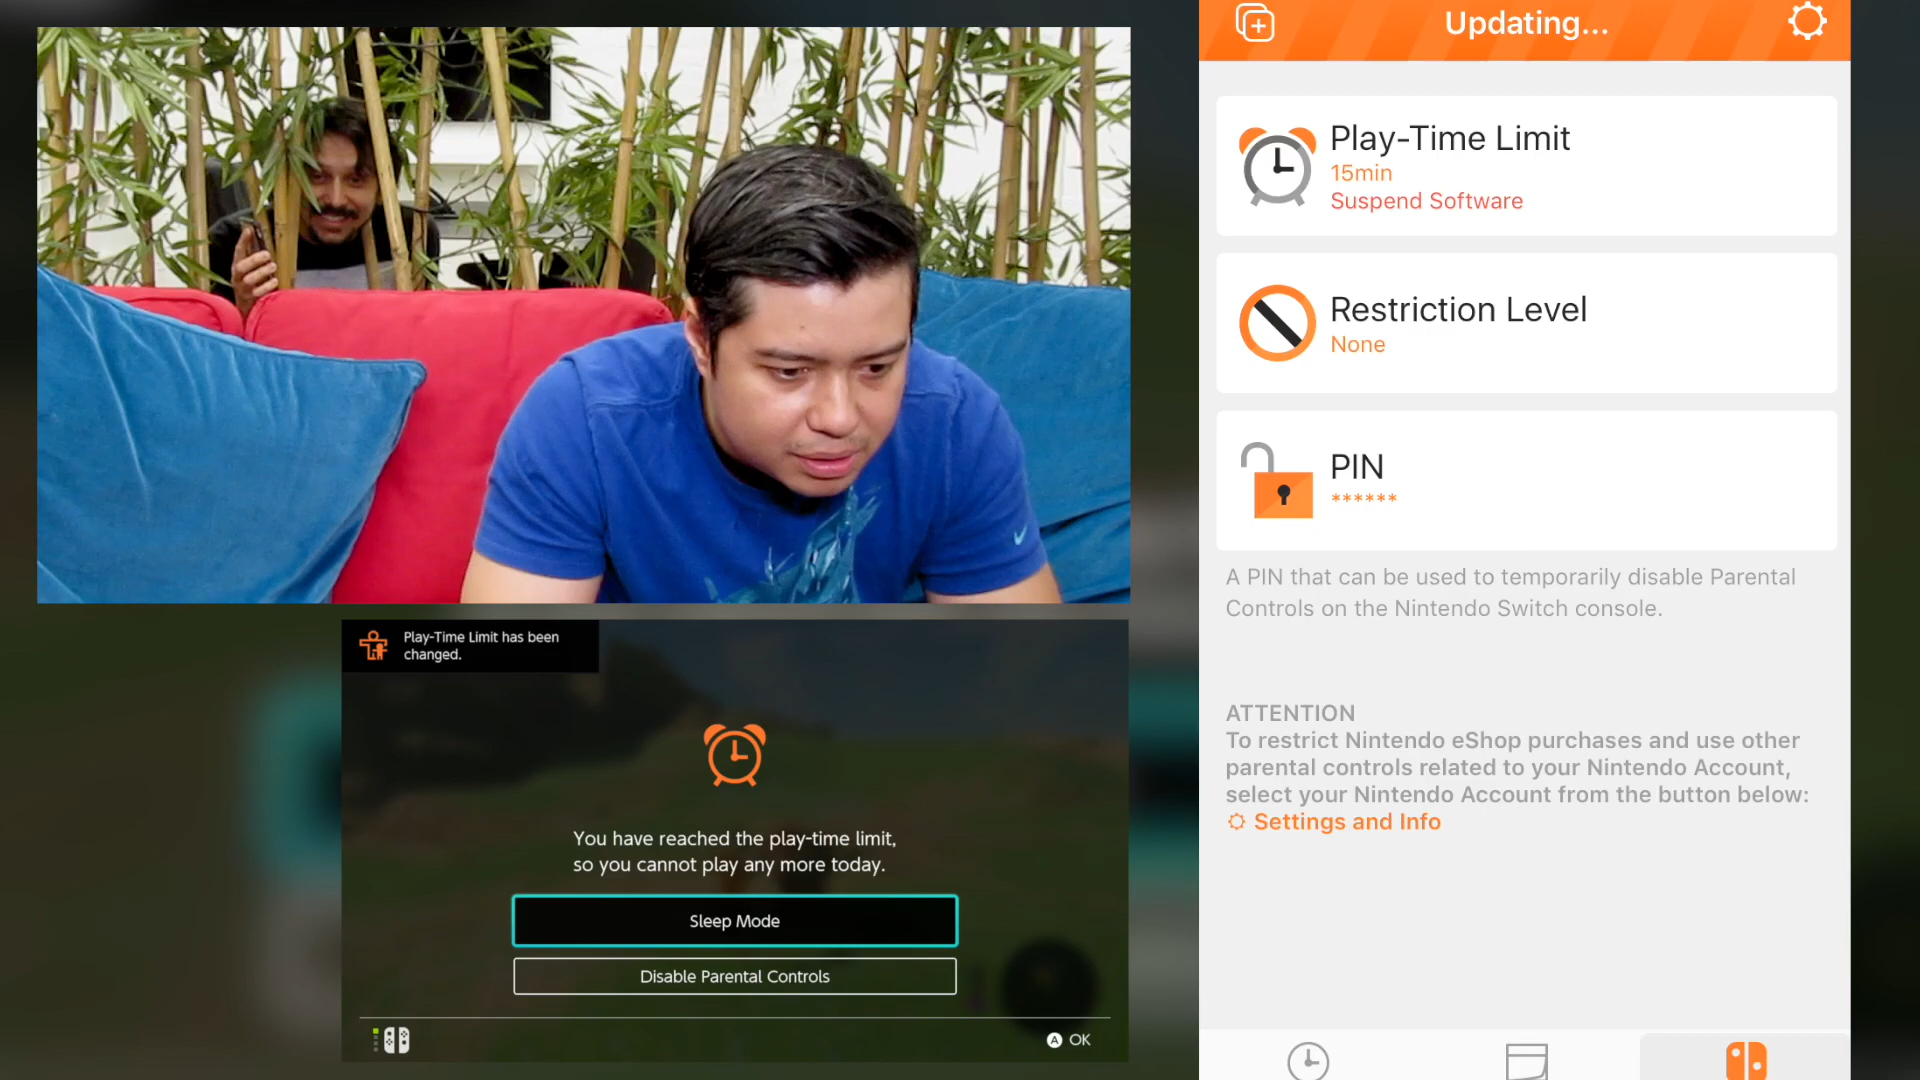 Updating...
Play-Time Limit
15min
Suspend Software
Restriction Level
None
PIN
******
A PIN that can be used to temporarily disable Parental
Controls on the Nintendo Switch console.
ATTENTION
To restrict Nintendo eShop purchases and use other
parental controls related to your Nintendo Account,
select your Nintendo Account from the button below:
Settings and Info
Play-Time Limit has been
changed.
You have reached the play-time limit,
so you cannot play any more today.
Sleep Mode
Disable Parental Controls
A OK